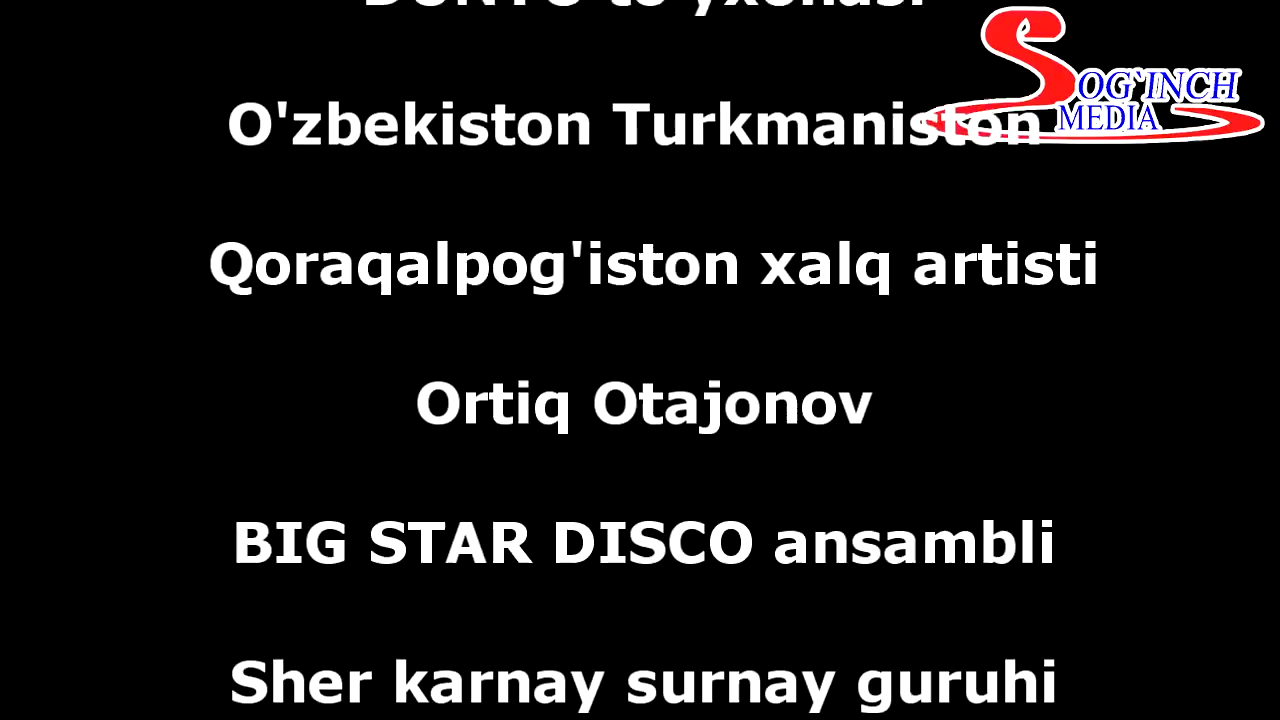 SOG`INCH
MEDIA
O'zbekiston Turkmaniston
Qoraqalpog'iston xalq artisti
Ortiq Otajonov
BIG STAR DISCO ansambli
Sher karnay surnay guruhi